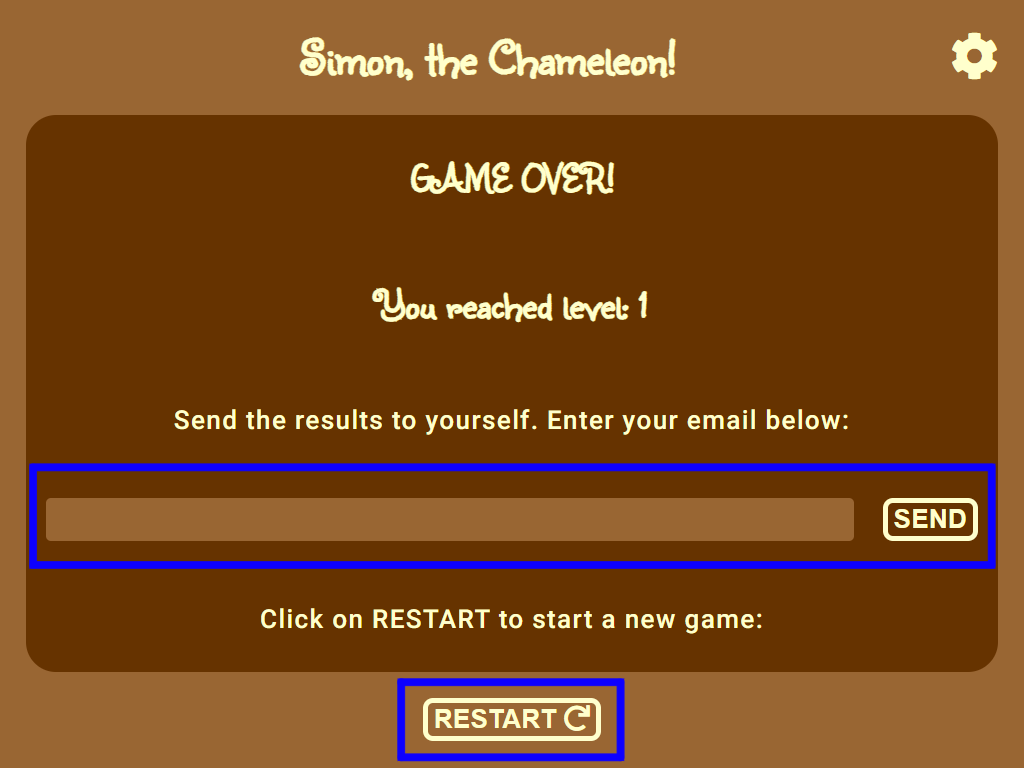 Simon, the Chameleon!
GAME OVER!
You reached level: 1
Send the results to yourself. Enter your email below:
SEND
Click on RESTART to start a new game:
RESTART